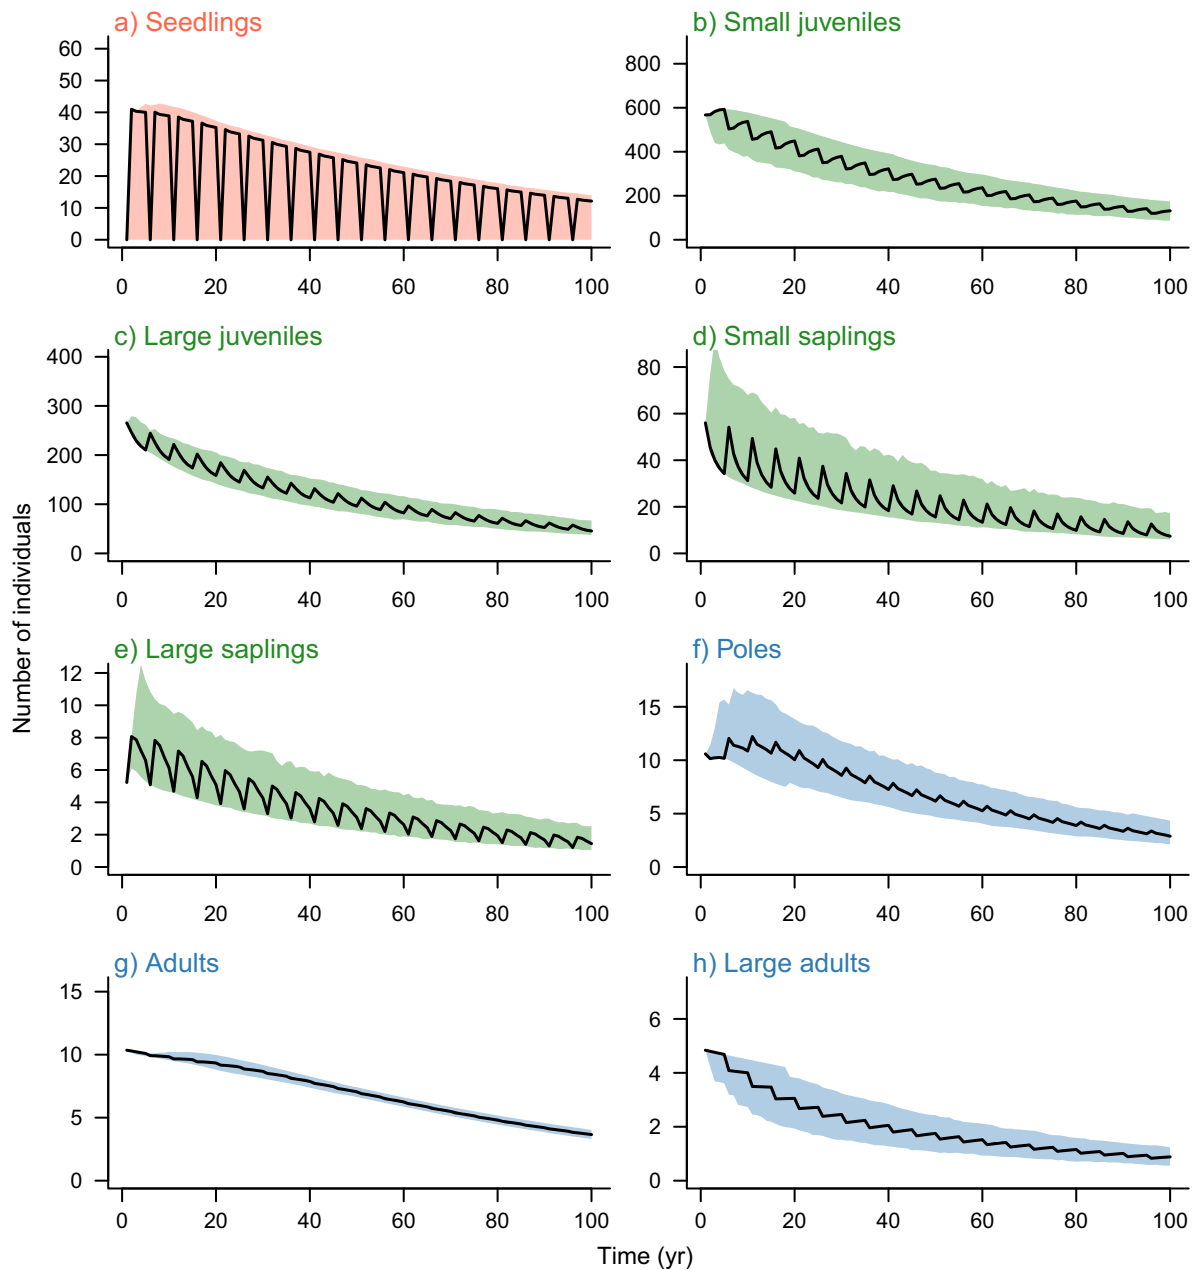 a) Seedlings
60
50
40
30
20
10
0
0 20 40 60 80 100
b) Small juveniles
800
600
400
200
0
0 20 40 60 80 100
c) Large juveniles
400
300
200
100
0
0 20 40 60 80 100
d) Small saplings
80
60
40
20
0
0 20 40 60 80 100
Number of individuals
e) Large saplings
12
10
8
6
4
2
0
0 20 40 60 80 100
f) Poles
15
10
5
0
0 20 40 60 80 100
g) Adults
15
10
5
0
0 20 40 60 80 100
h) Large adults
6
4
2
0
0 20 40 60 80 100
Time (yr)